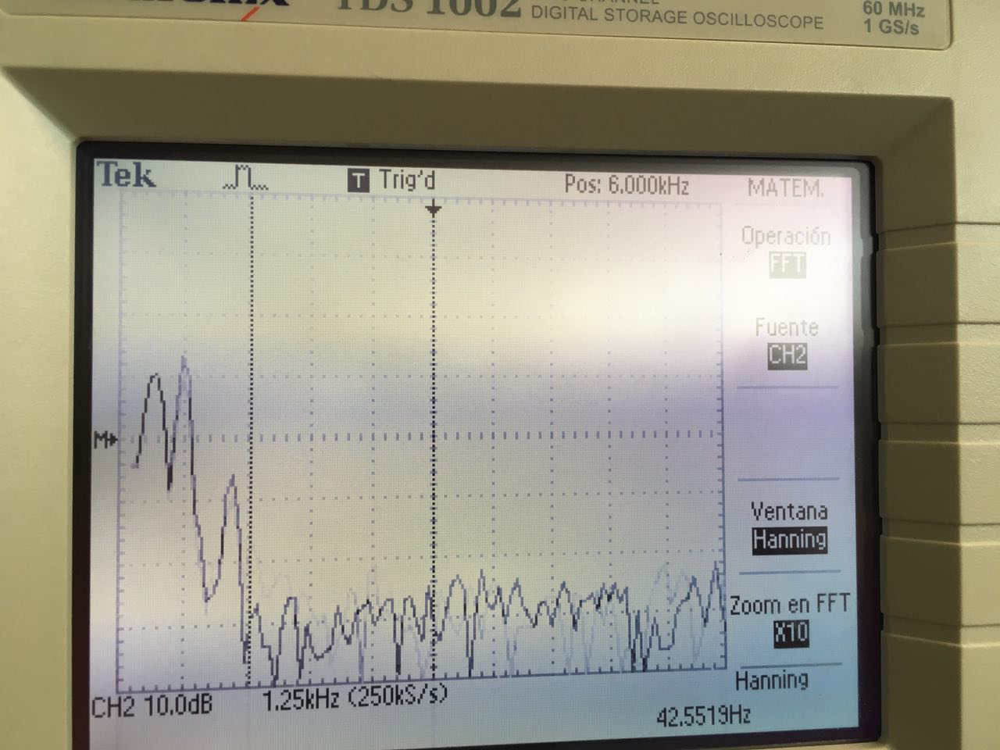 TDS 1002
DIGITAL STORAGE OSCILLOSCOPE
60 MHz
1 GS/s
Tek
T Trig'd
Pos: 6.000kHz
MATEM.
Operación
FFT
Fuente
CH2
M
Ventana
Hanning
Zoom en FFT
X10
Hanning
CH2 10.0dB
1.25kHz (250kS/s)
42.5519Hz